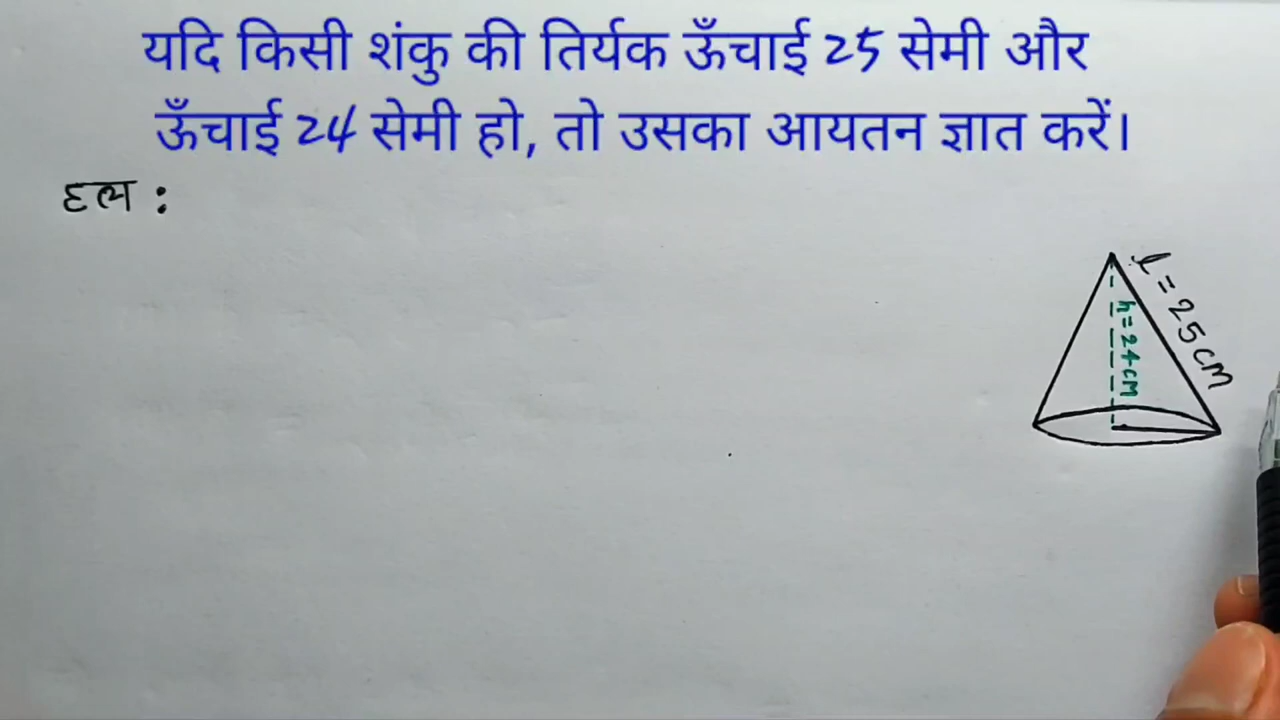 यदि किसी शंकु की तिर्यक ऊँचाई 25 सेमी और
ऊँचाई 24 सेमी हो, तो उसका आयतन ज्ञात करें।
हल :
l = 25 cm
h = 24 cm